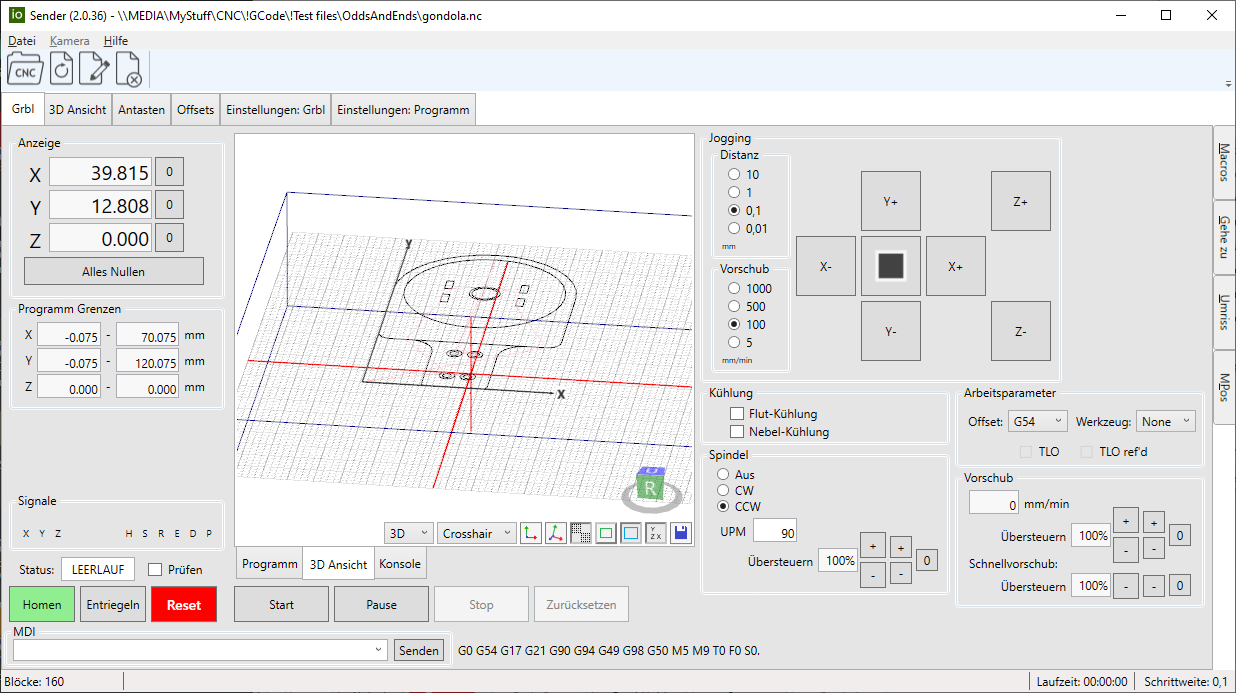 io Sender (2.0.36) - \\MEDIA\MyStuff\CNC\!GCode\!Test files\OddsAndEnds\gondola.nc
Datei Kamera Hilfe
CNC
Grbl 3D Ansicht Antasten Offsets Einstellungen: Grbl Einstellungen: Programm
Anzeige
X 39.815 0
Y 12.808 0
Z 0.000 0
Alles Nullen
Programm Grenzen
X -0.075 - 70.075 mm
Y -0.075 - 120.075 mm
Z 0.000 - 0.000 mm
Signale
X Y Z H S R E D P
Status: LEERLAUF Prüfen
Homen Entriegeln Reset
Y
X
U
R
3D Crosshair
Y
Z X
Programm 3D Ansicht Konsole
Start Pause Stop Zurücksetzen
Jogging
Distanz
10
1
0,1
0,01
mm
Vorschub
1000
500
100
5
mm/min
Y+ Z+
X- X+
Y- Z-
Kühlung
Flut-Kühlung
Nebel-Kühlung
Spindel
Aus
CW
CCW
UPM 90
Übersteuern 100% + - + - 0
Arbeitsparameter
Offset: G54 Werkzeug: None
TLO TLO ref'd
Vorschub
0 mm/min
Übersteuern 100% + - + - 0
Schnellvorschub:
Übersteuern 100% - - 0
Macros
Gehe zu
Umriss
MPos
MDI
Senden G0 G54 G17 G21 G90 G94 G49 G98 G50 M5 M9 T0 F0 S0.
Blöcke: 160 Laufzeit: 00:00:00 Schrittweite: 0,1